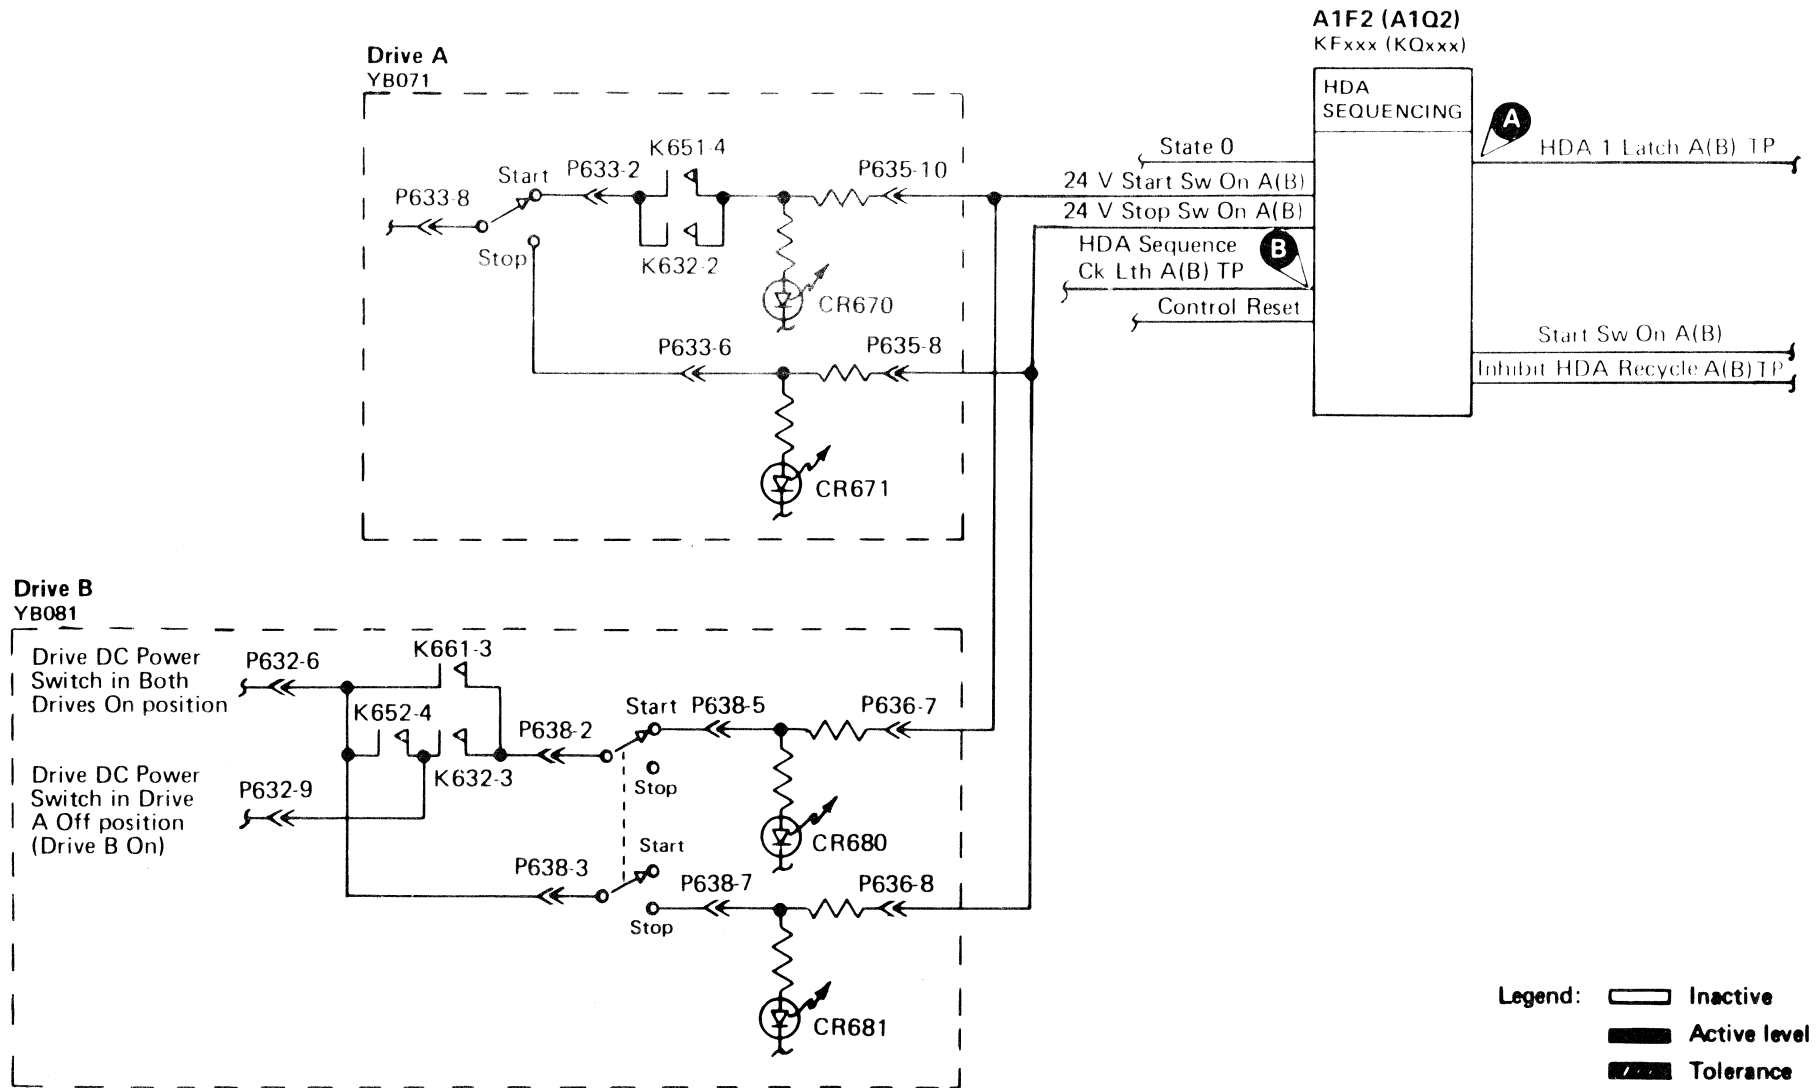 A1F2 (A1Q2)
KFxxx (KQxxx)
HDA
SEQUENCING
A
HDA 1 Latch A(B) TP
State 0
24 V Start Sw On A(B)
24 V Stop Sw On A(B)
HDA Sequence
Ck Lth A(B) TP
B
Control Reset
Start Sw On A(B)
Inhibit HDA Recycle A(B) TP
Drive A
YB071
P633-8
Start
Stop
P633-2
K651-4
K632-2
P635-10
CR670
P633-6
P635-8
CR671
Drive B
YB081
Drive DC Power
Switch in Both
Drives On position
P632-6
K661-3
K652-4
K632-3
P638-2
Start
Stop
P638-5
P636-7
CR680
Drive DC Power
Switch in Drive
A Off position
(Drive B On)
P632-9
P638-3
Start
Stop
P638-7
P636-8
CR681
Legend:
Inactive
Active level
Tolerance